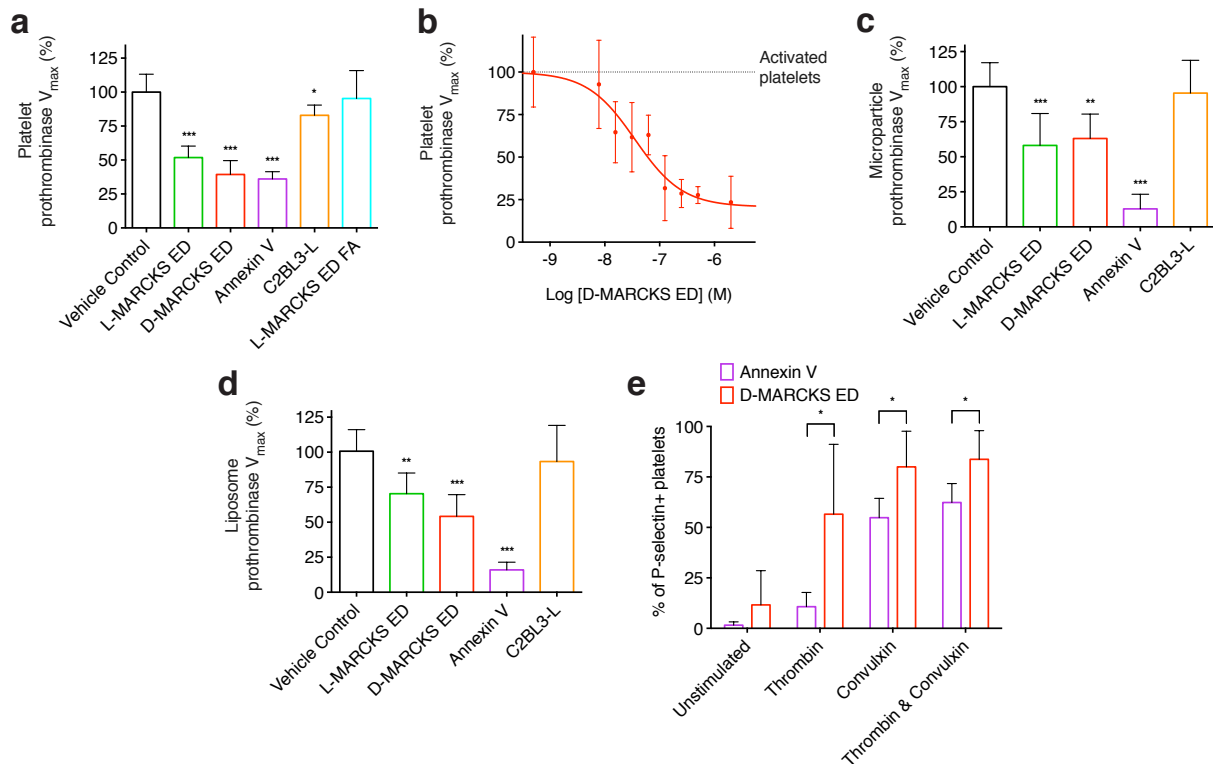 a
Platelet
prothrombinase Vmax (%)
125
100
75
50
25
0
***
***
***
*
Vehicle Control
L-MARCKS ED
D-MARCKS ED
Annexin V
C2BL3-L
L-MARCKS ED FA
b
Platelet
prothrombinase Vmax (%)
100
75
50
25
0
Activated
platelets
-9
-8
-7
-6
Log [D-MARCKS ED] (M)
c
Microparticle
prothrombinase Vmax (%)
125
100
75
50
25
0
***
**
***
Vehicle Control
L-MARCKS ED
D-MARCKS ED
Annexin V
C2BL3-L
d
Liposome
prothrombinase Vmax (%)
125
100
75
50
25
0
**
***
***
Vehicle Control
L-MARCKS ED
D-MARCKS ED
Annexin V
C2BL3-L
e
Annexin V
D-MARCKS ED
% of P-selectin+ platelets
100
75
50
25
0
*
*
*
Unstimulated
Thrombin
Convulxin
Thrombin & Convulxin